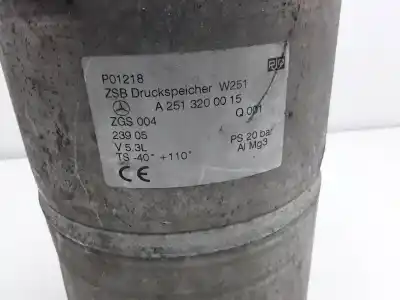 P01218
ZSB Druckspeicher W251
A 251 320 00 15
ZGS 004 Q 001
239 05
V 5.3L PS 20 bar
TS -40° +110° Al Mg3
CE